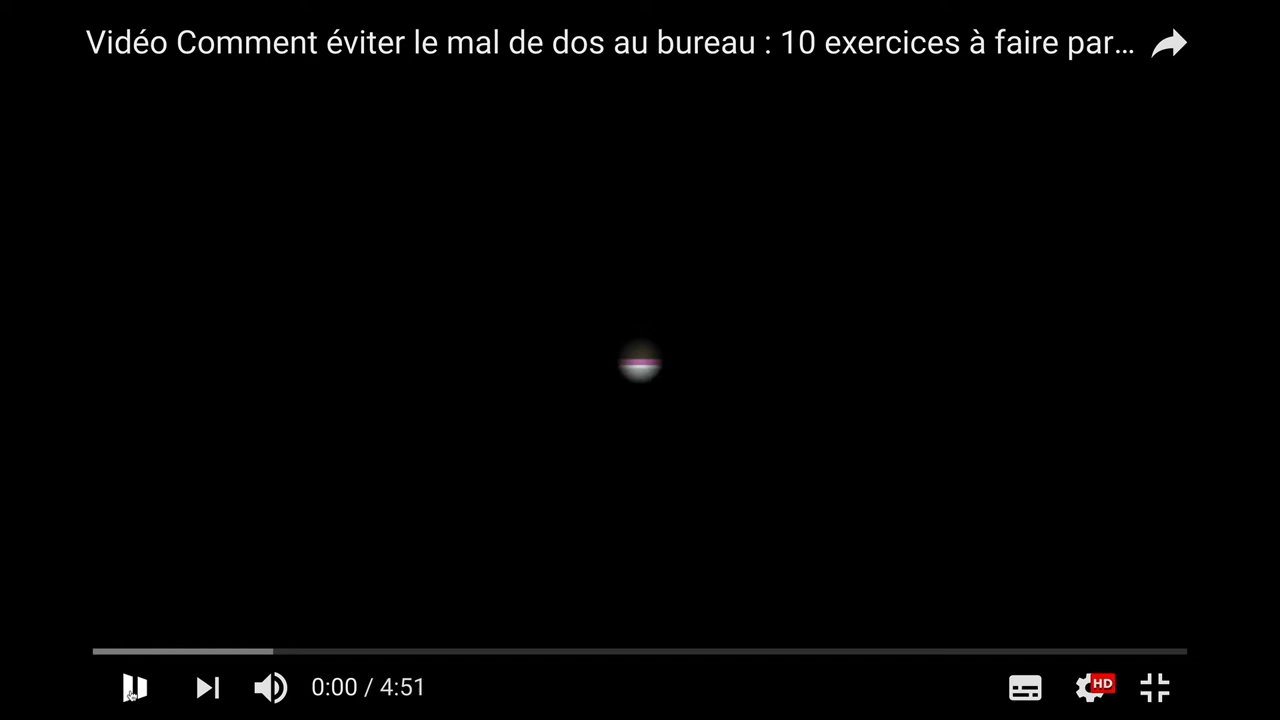 Vidéo Comment éviter le mal de dos au bureau : 10 exercices à faire par...
0:00 / 4:51
HD